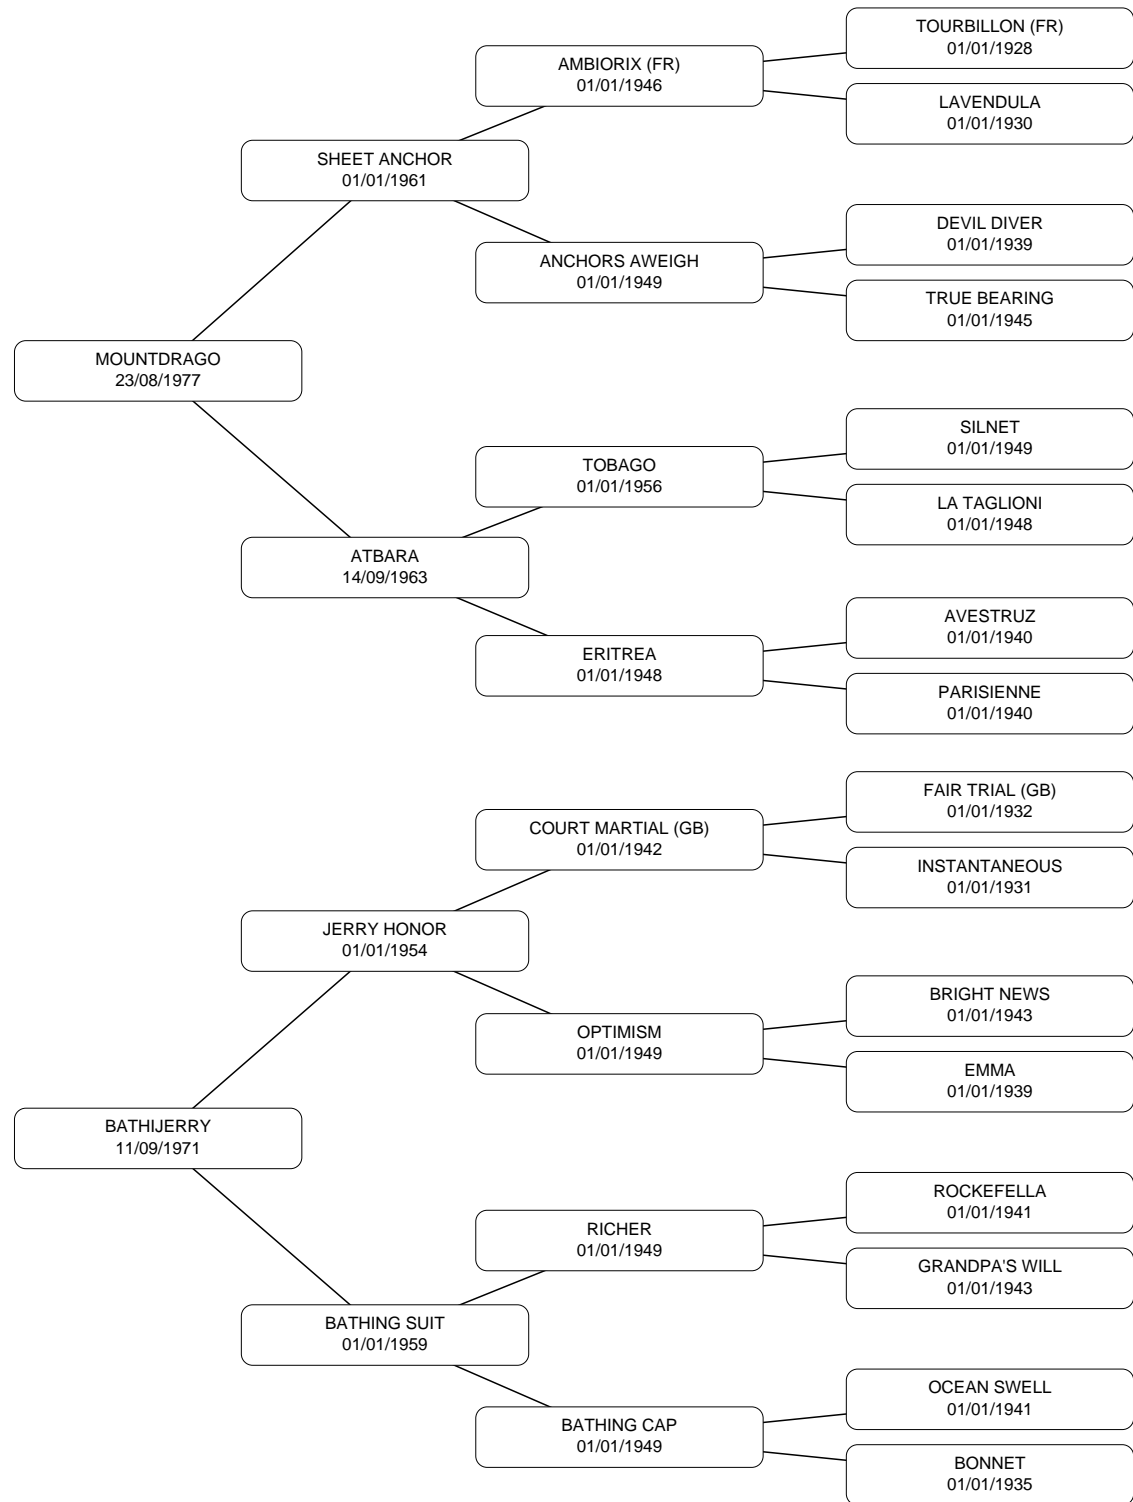 TOURBILLON (FR)
01/01/1928
AMBIORIX (FR)
01/01/1946
LAVENDULA
01/01/1930
SHEET ANCHOR
01/01/1961
DEVIL DIVER
01/01/1939
ANCHORS AWEIGH
01/01/1949
TRUE BEARING
01/01/1945
MOUNTDRAGO
23/08/1977
SILNET
01/01/1949
TOBAGO
01/01/1956
LA TAGLIONI
01/01/1948
ATBARA
14/09/1963
AVESTRUZ
01/01/1940
ERITREA
01/01/1948
PARISIENNE
01/01/1940
FAIR TRIAL (GB)
01/01/1932
COURT MARTIAL (GB)
01/01/1942
INSTANTANEOUS
01/01/1931
JERRY HONOR
01/01/1954
BRIGHT NEWS
01/01/1943
OPTIMISM
01/01/1949
EMMA
01/01/1939
BATHIJERRY
11/09/1971
ROCKEFELLA
01/01/1941
RICHER
01/01/1949
GRANDPA'S WILL
01/01/1943
BATHING SUIT
01/01/1959
OCEAN SWELL
01/01/1941
BATHING CAP
01/01/1949
BONNET
01/01/1935